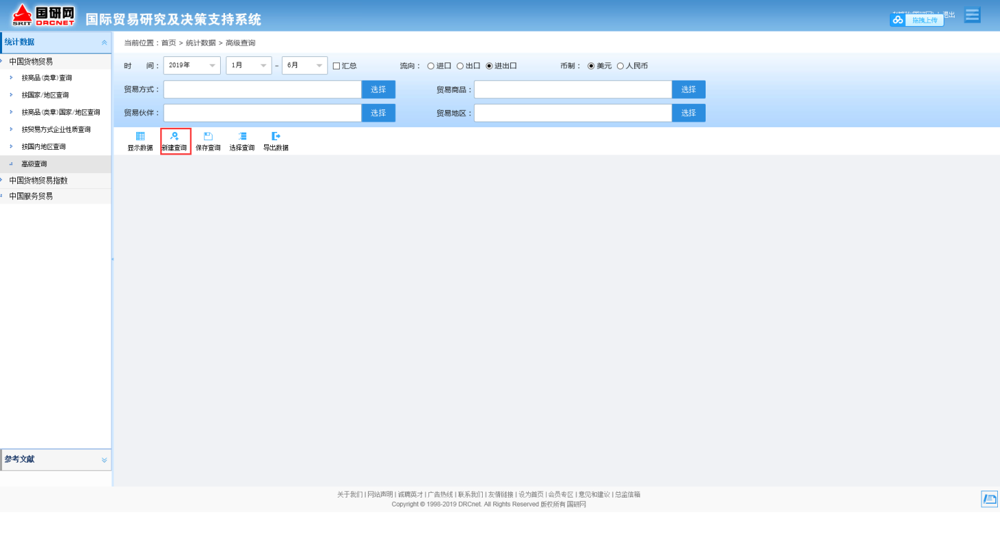 国研网
SRIT DRCNET
国际贸易研究及决策支持系统
退出
拖拽上传
统计数据
中国货物贸易
按商品(类章)查询
按国家/地区查询
按商品(类章)国家/地区查询
按贸易方式企业性质查询
按国内地区查询
高级查询
中国货物贸易指数
中国服务贸易
参考文献
当前位置：首页 > 统计数据 > 高级查询
时 间： 2019年 1月 - 6月 汇总 流向： 进口 出口 进出口 币制： 美元 人民币
贸易方式： 选择 贸易商品： 选择
贸易伙伴： 选择 贸易地区： 选择
显示数据 新建查询 保存查询 选择查询 导出数据
关于我们 | 网站声明 | 诚聘英才 | 广告热线 | 联系我们 | 友情链接 | 设为首页 | 会员专区 | 意见和建议 | 总监信箱
Copyright © 1998-2019 DRCnet. All Rights Reserved 版权所有 国研网